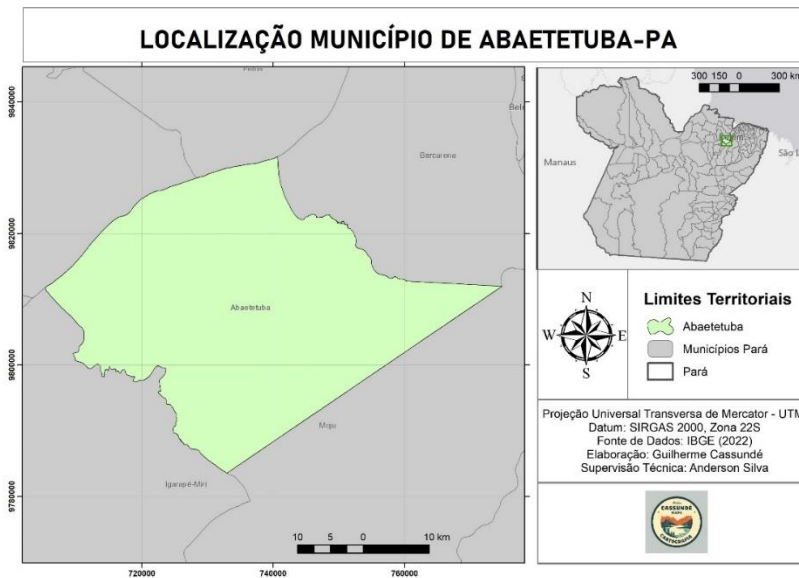 LOCALIZAÇÃO MUNICÍPIO DE ABAETETUBA-PA
9840000
9820000
9800000
9780000
720000
740000
760000
Barcarena
Abaetetuba
Moju
Igarapé-Miri
10 5 0 10 km
300 150 0 300 km
Manaus
São L
N
W E
S
Limites Territoriais
Abaetetuba
Municípios Pará
Pará
Projeção Universal Transversa de Mercator - UTM
Datum: SIRGAS 2000, Zona 22S
Fonte de Dados: IBGE (2022)
Elaboração: Guilherme Cassundé
Supervisão Técnica: Anderson Silva
CASSUNDÉ
CARTOGRAFIA